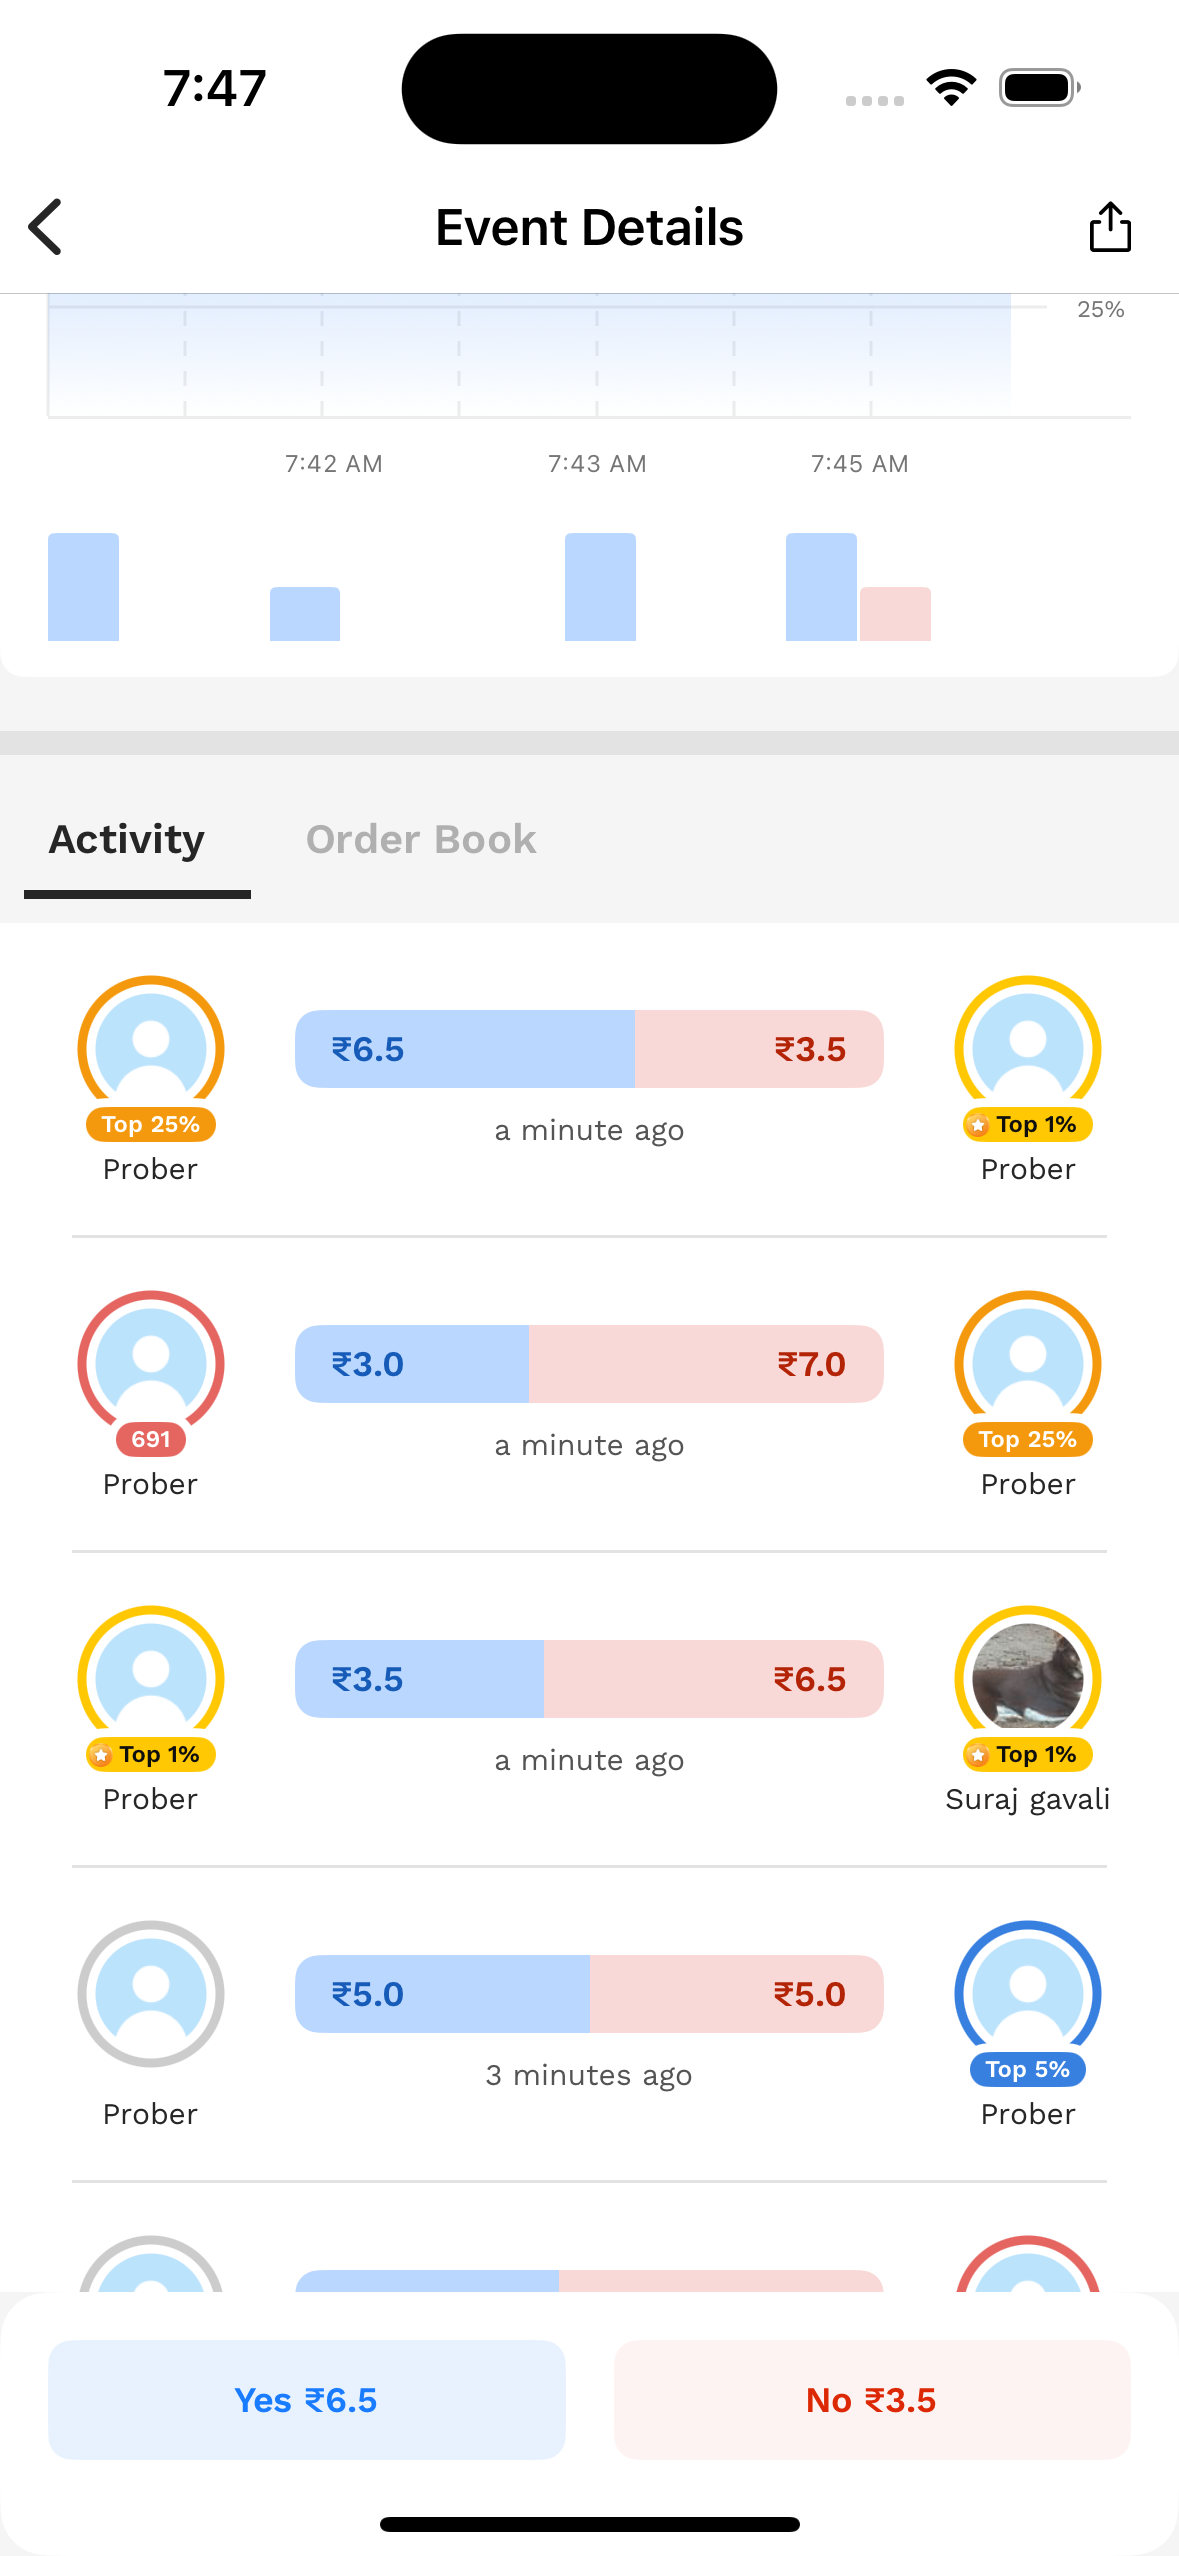 7:47
Event Details
25%
7:42 AM 7:43 AM 7:45 AM
Activity Order Book
₹6.5 ₹3.5
Top 25% a minute ago Top 1%
Prober Prober
₹3.0 ₹7.0
691 a minute ago Top 25%
Prober Prober
₹3.5 ₹6.5
Top 1% a minute ago Top 1%
Prober Suraj gavali
₹5.0 ₹5.0
3 minutes ago Top 5%
Prober Prober
Yes ₹6.5 No ₹3.5